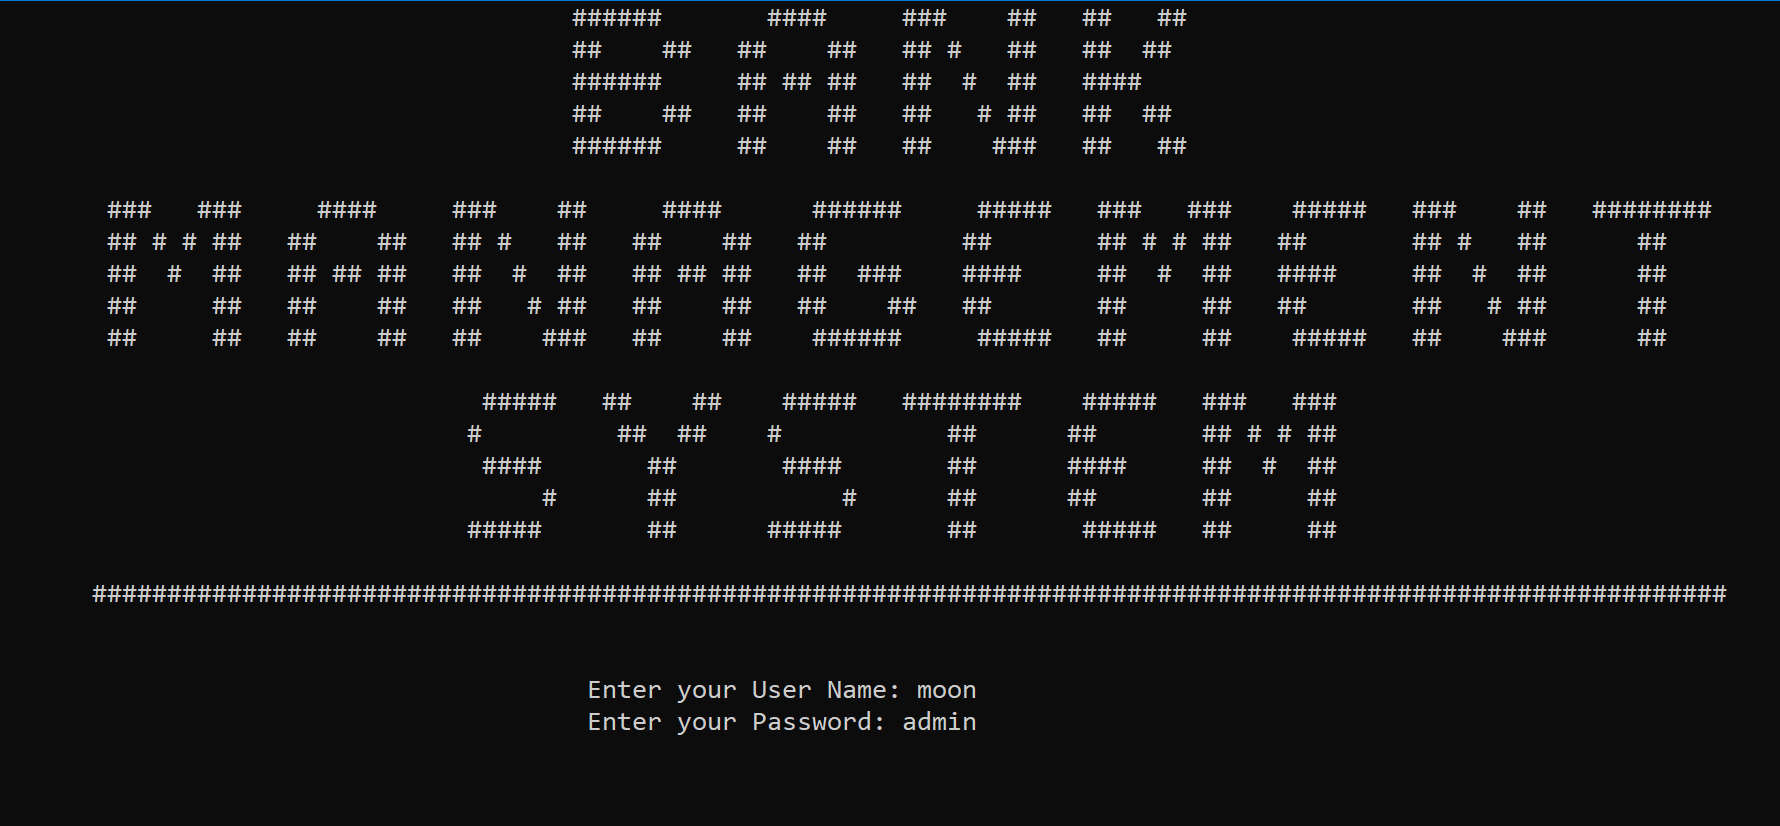 BANK
MANAGEMENT
SYSTEM
Enter your User Name: moon
Enter your Password: admin